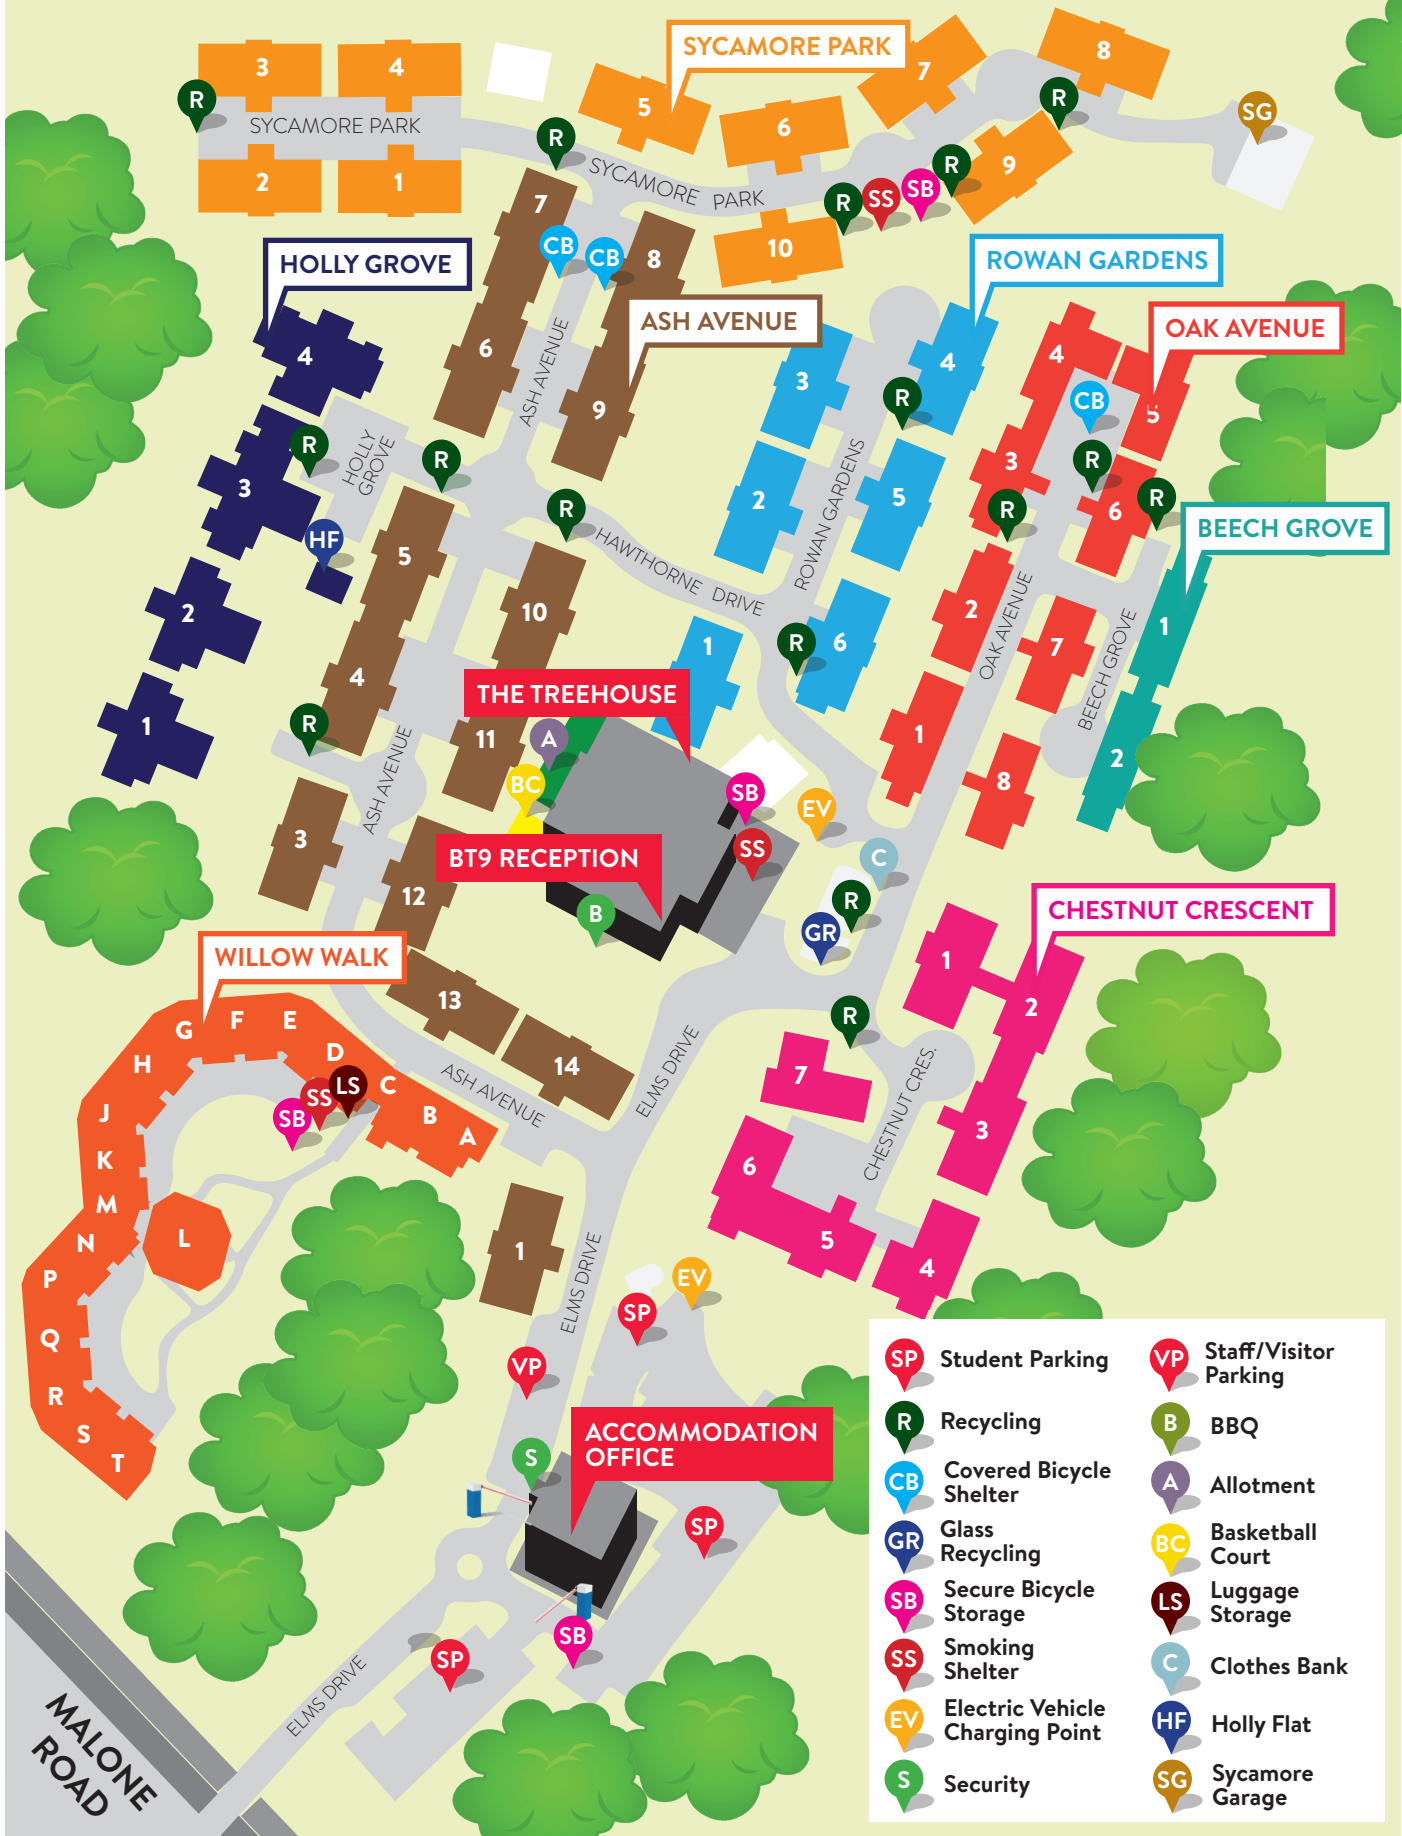 SYCAMORE PARK
3
4
7
8
R
5
R
SG
SYCAMORE PARK
R
6
2
1
SYCAMORE PARK
R
9
7
R
SS
SB
10
CB
CB
8
HOLLY GROVE
ROWAN GARDENS
ASH AVENUE
OAK AVENUE
4
6
ASH AVENUE
9
3
4
R
4
CB
5
HOLLY
GROVE
R
R
3
2
ROWAN GARDENS
5
3
R
R
6
R
R
BEECH GROVE
HF
5
HAWTHORNE DRIVE
2
10
1
R
6
2
OAK AVENUE
7
BEECH GROVE
1
4
THE TREEHOUSE
1
R
ASH AVENUE
11
A
BC
SB
EV
1
8
2
3
BT9 RECEPTION
SS
C
12
B
R
GR
CHESTNUT CRESCENT
WILLOW WALK
1
2
13
R
G
F
E
D
H
C
LS
SS
SB
B
A
J
K
M
N
L
P
Q
R
S
T
ASH AVENUE
14
ELMS DRIVE
7
CHESTNUT CRES.
3
6
5
4
1
ELMS DRIVE
EV
SP
VP
ACCOMMODATION
OFFICE
S
SP
SB
SP
ELMS DRIVE
MALONE
ROAD
SP
Student Parking
R
Recycling
CB
Covered Bicycle
Shelter
GR
Glass
Recycling
SB
Secure Bicycle
Storage
SS
Smoking
Shelter
EV
Electric Vehicle
Charging Point
S
Security
VP
Staff/Visitor
Parking
B
BBQ
A
Allotment
BC
Basketball
Court
LS
Luggage
Storage
C
Clothes Bank
HF
Holly Flat
SG
Sycamore
Garage